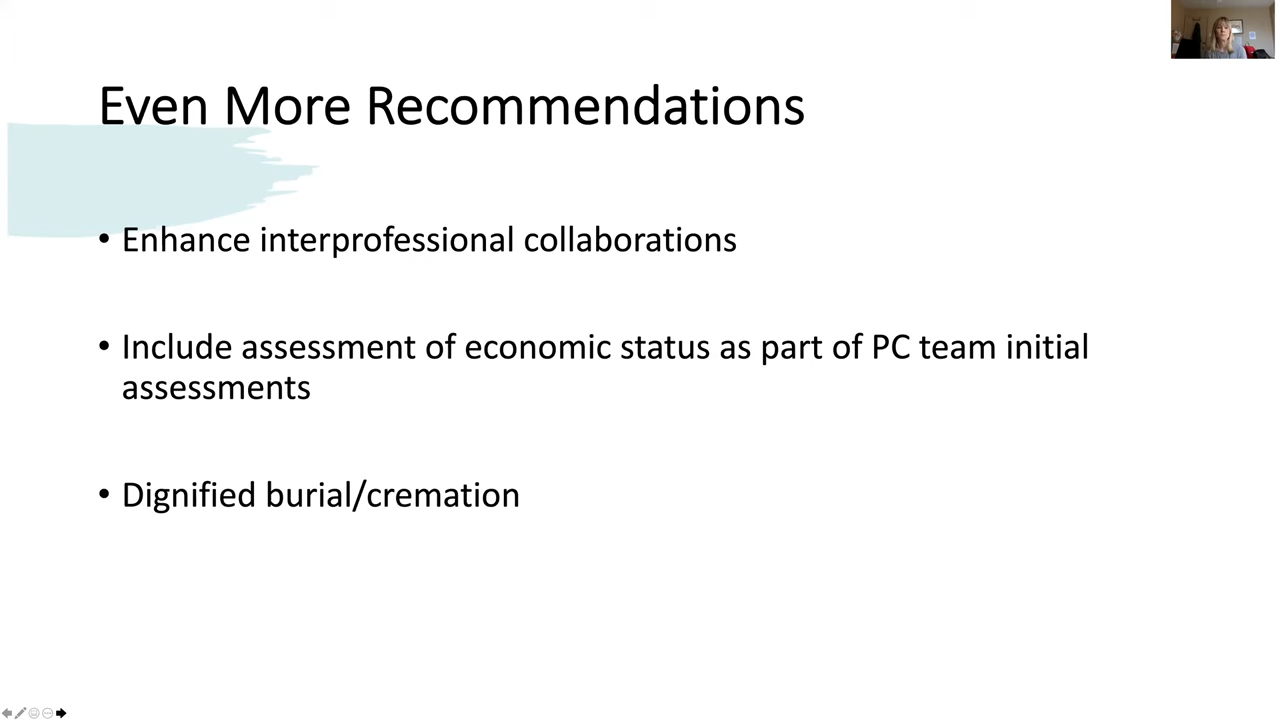 Even More Recommendations
• Enhance interprofessional collaborations
• Include assessment of economic status as part of PC team initial
assessments
• Dignified burial/cremation